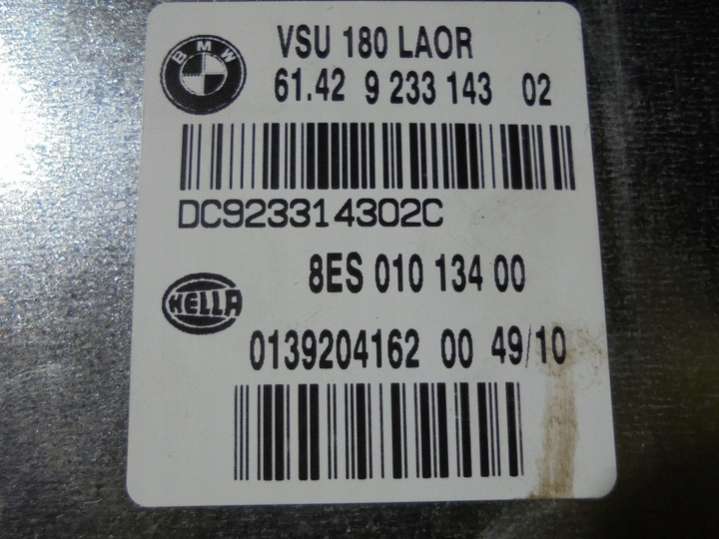 BMW
VSU 180 LAOR
61.42 9 233 143 02
DC923314302C
8ES 010 134 00
HELLA
0139204162 00 49/10